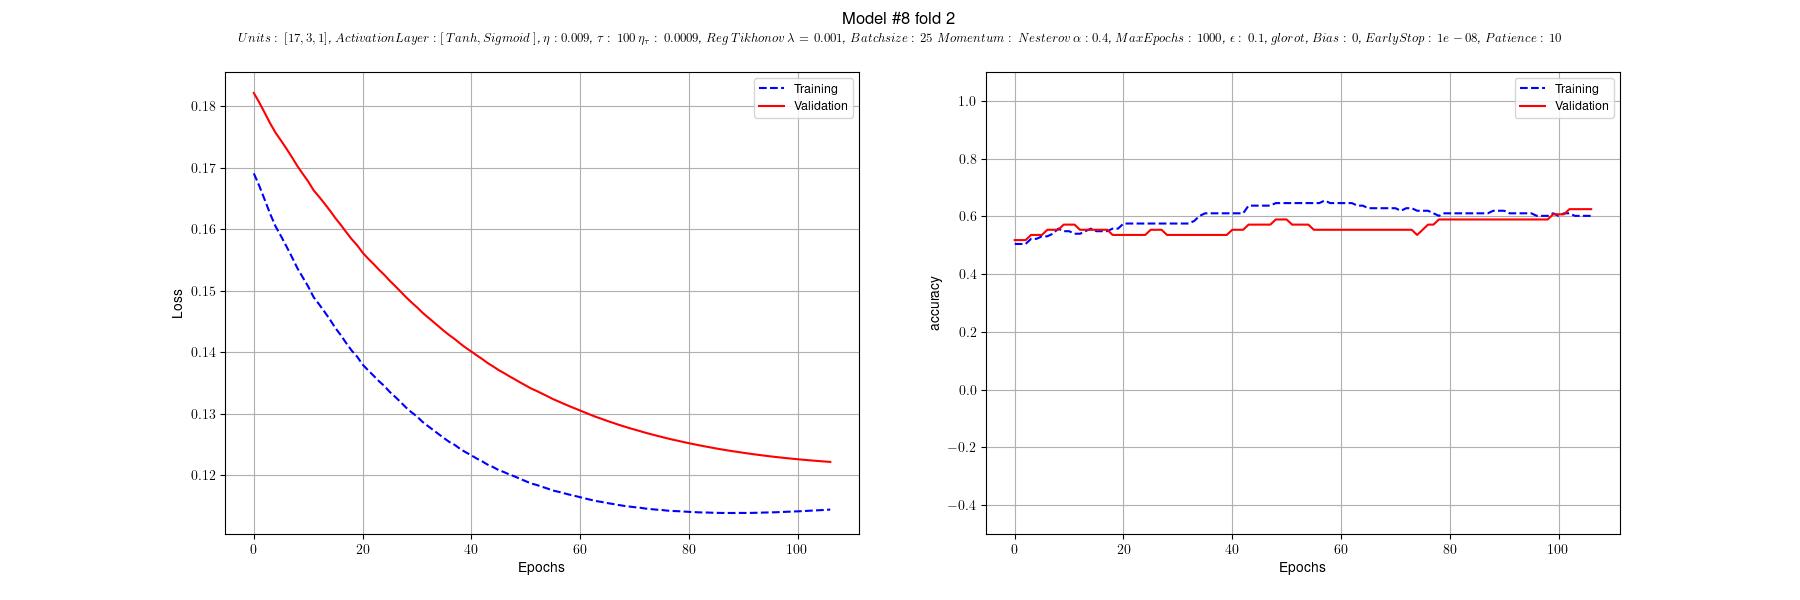 Model #8 fold 2
Units : [17, 3, 1], ActivationLayer : [ Tanh, Sigmoid ], η : 0.009, τ : 100 ητ : 0.0009, Reg Tikhonov λ = 0.001, Batchsize : 25 Momentum : Nesterov α : 0.4, MaxEpochs : 1000, ϵ : 0.1, glorot, Bias : 0, EarlyStop : 1e − 08, Patience : 10
Training
Validation
0.18
0.17
0.16
0.15
0.14
0.13
0.12
Loss
0 20 40 60 80 100
Epochs
Training
Validation
1.0
0.8
0.6
0.4
0.2
0.0
−0.2
−0.4
accuracy
0 20 40 60 80 100
Epochs